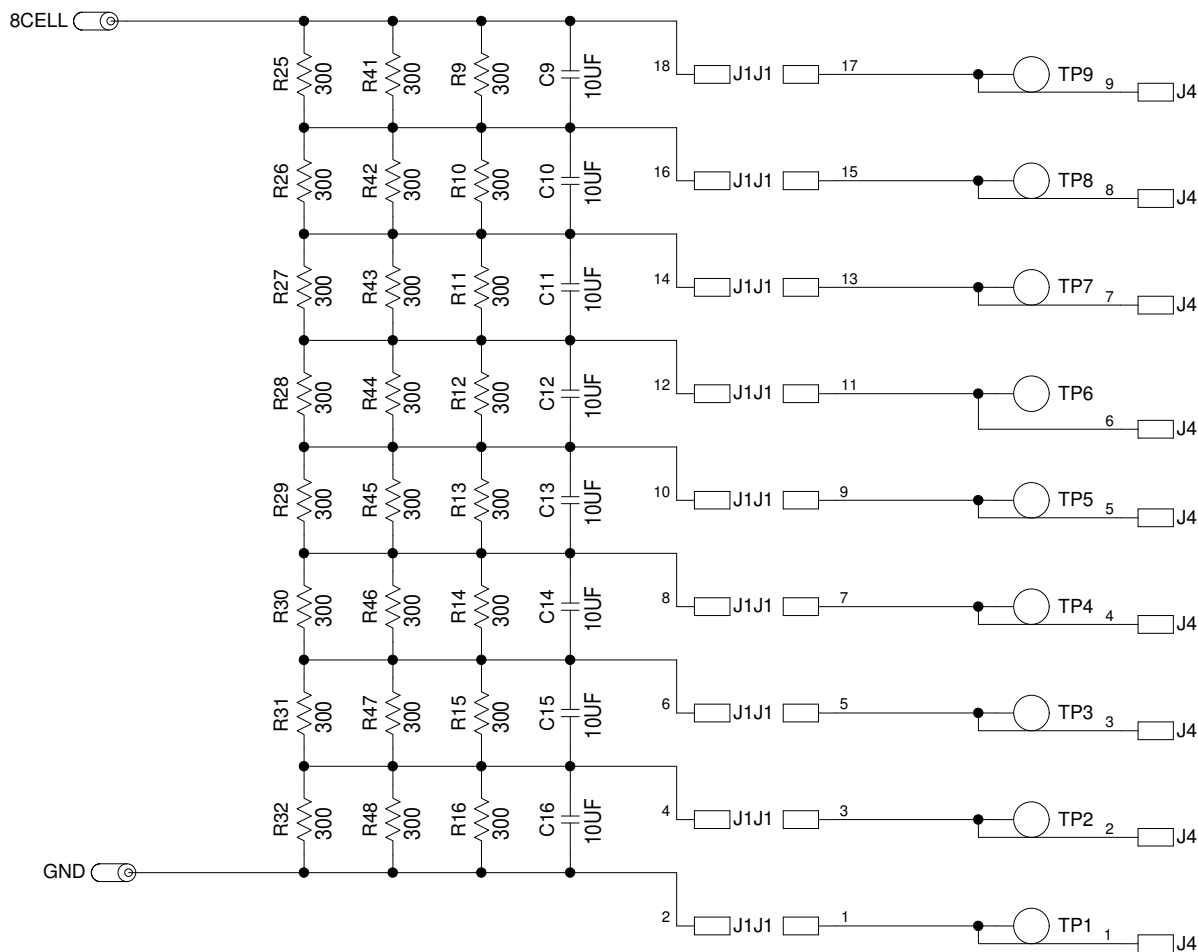 8CELL
R25 300 R41 300 R9 300 C9 10UF
18 J1J1 17 TP9 9 J4
R26 300 R42 300 R10 300 C10 10UF
16 J1J1 15 TP8 8 J4
R27 300 R43 300 R11 300 C11 10UF
14 J1J1 13 TP7 7 J4
R28 300 R44 300 R12 300 C12 10UF
12 J1J1 11 TP6 6 J4
R29 300 R45 300 R13 300 C13 10UF
10 J1J1 9 TP5 5 J4
R30 300 R46 300 R14 300 C14 10UF
8 J1J1 7 TP4 4 J4
R31 300 R47 300 R15 300 C15 10UF
6 J1J1 5 TP3 3 J4
R32 300 R48 300 R16 300 C16 10UF
4 J1J1 3 TP2 2 J4
GND
2 J1J1 1 TP1 1 J4